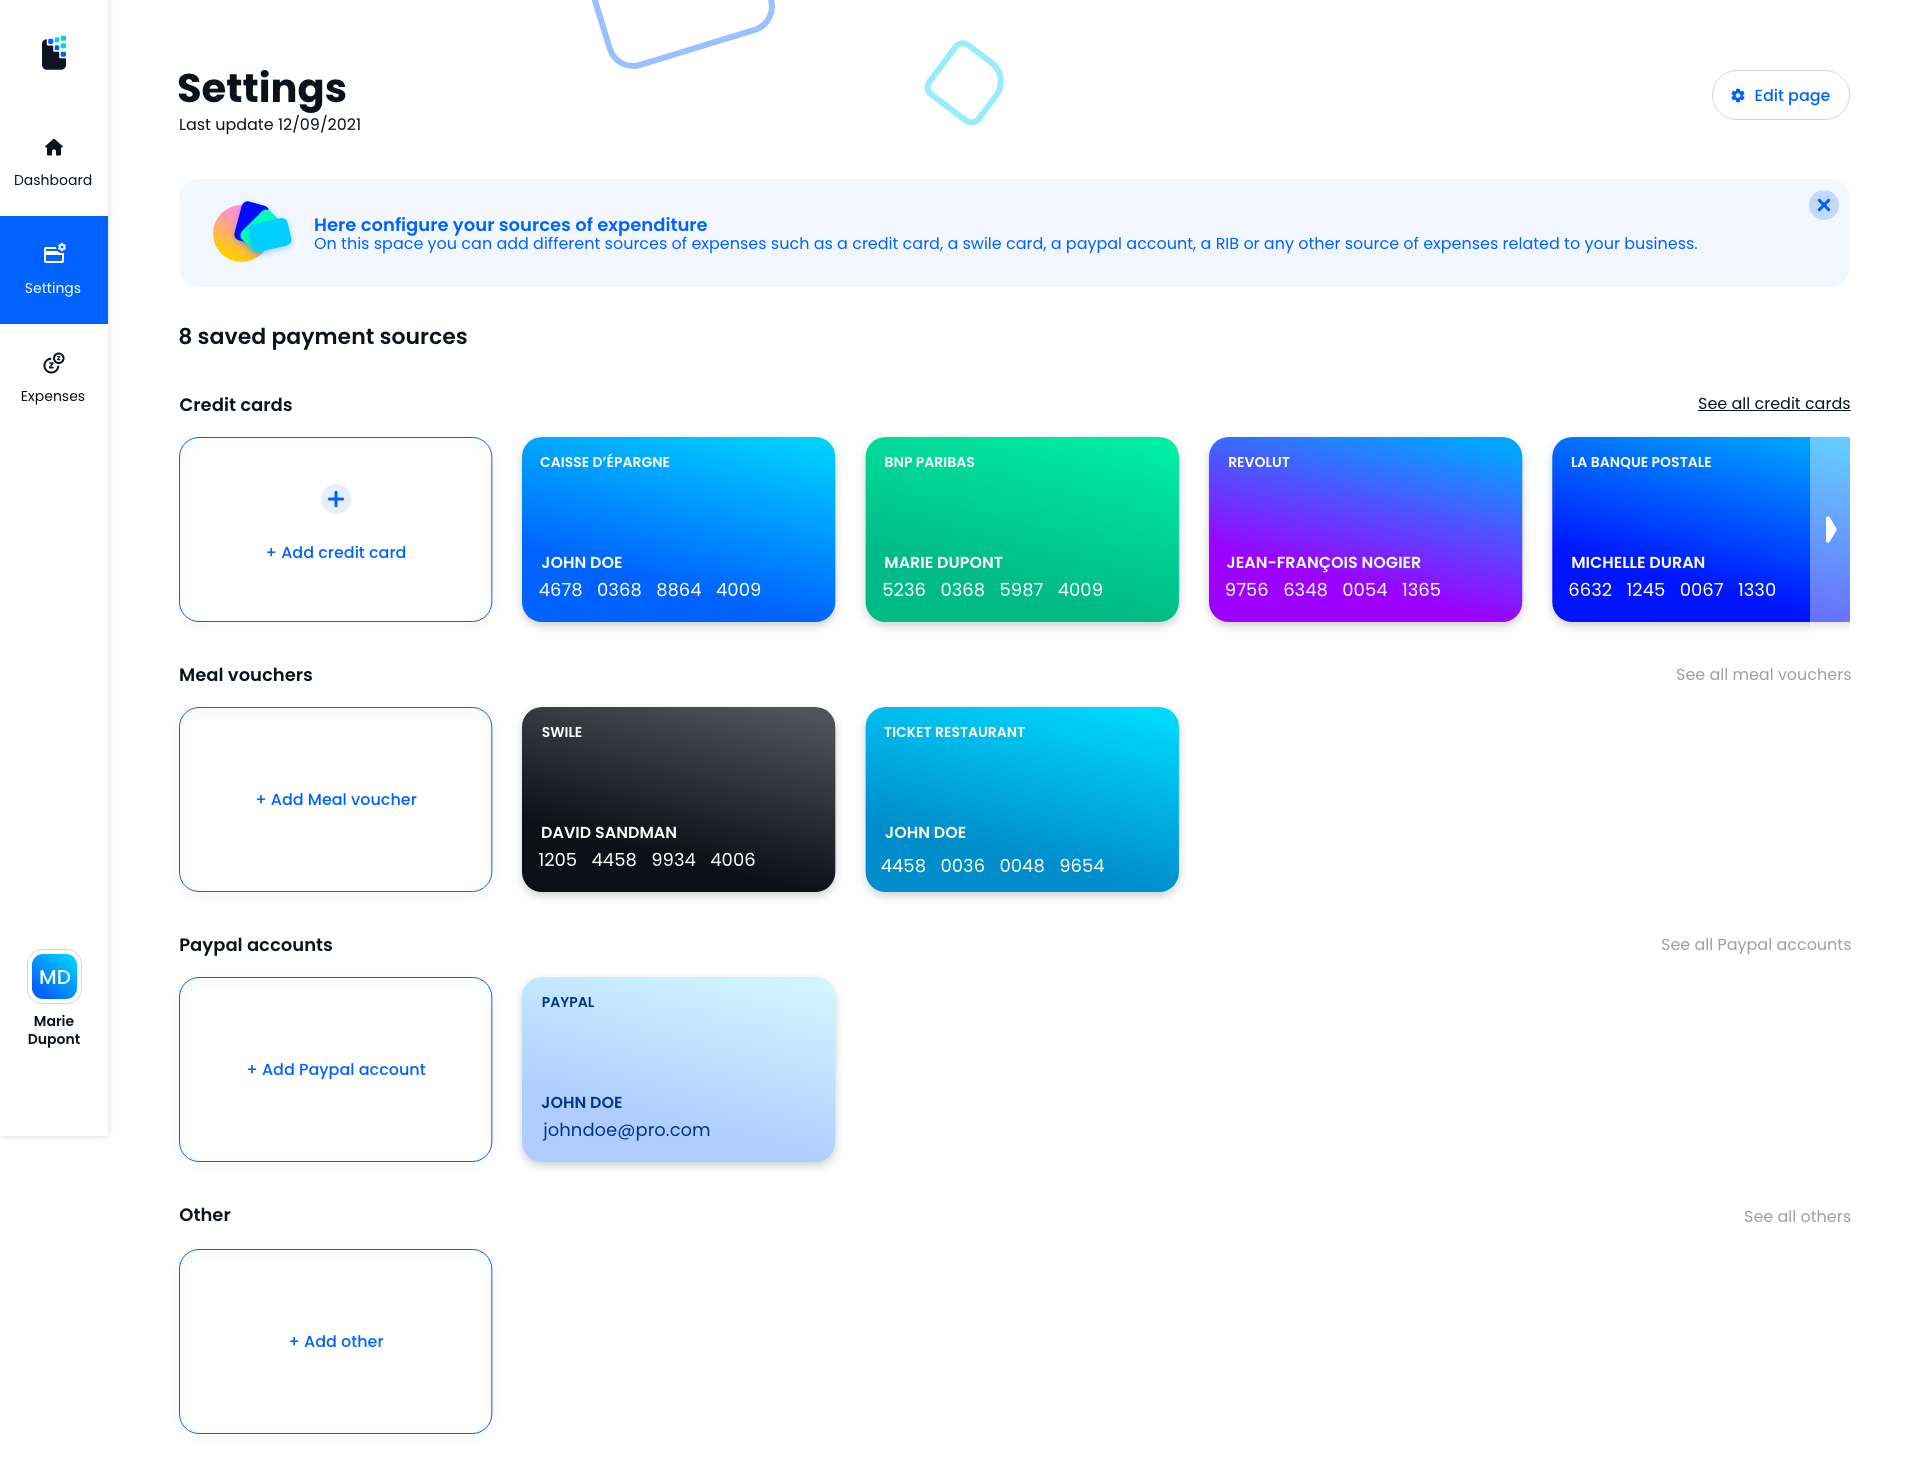 Settings
Last update 12/09/2021
Edit page
Dashboard
Settings
Expenses
Here configure your sources of expenditure
On this space you can add different sources of expenses such as a credit card, a swile card, a paypal account, a RIB or any other source of expenses related to your business.
8 saved payment sources
Credit cards
See all credit cards
+ Add credit card
CAISSE D'ÉPARGNE
JOHN DOE
4678 0368 8864 4009
BNP PARIBAS
MARIE DUPONT
5236 0368 5987 4009
REVOLUT
JEAN-FRANÇOIS NOGIER
9756 6348 0054 1365
LA BANQUE POSTALE
MICHELLE DURAN
6632 1245 0067 1330
Meal vouchers
See all meal vouchers
+ Add Meal voucher
SWILE
DAVID SANDMAN
1205 4458 9934 4006
TICKET RESTAURANT
JOHN DOE
4458 0036 0048 9654
Paypal accounts
See all Paypal accounts
+ Add Paypal account
PAYPAL
JOHN DOE
johndoe@pro.com
MD
Marie
Dupont
Other
See all others
+ Add other